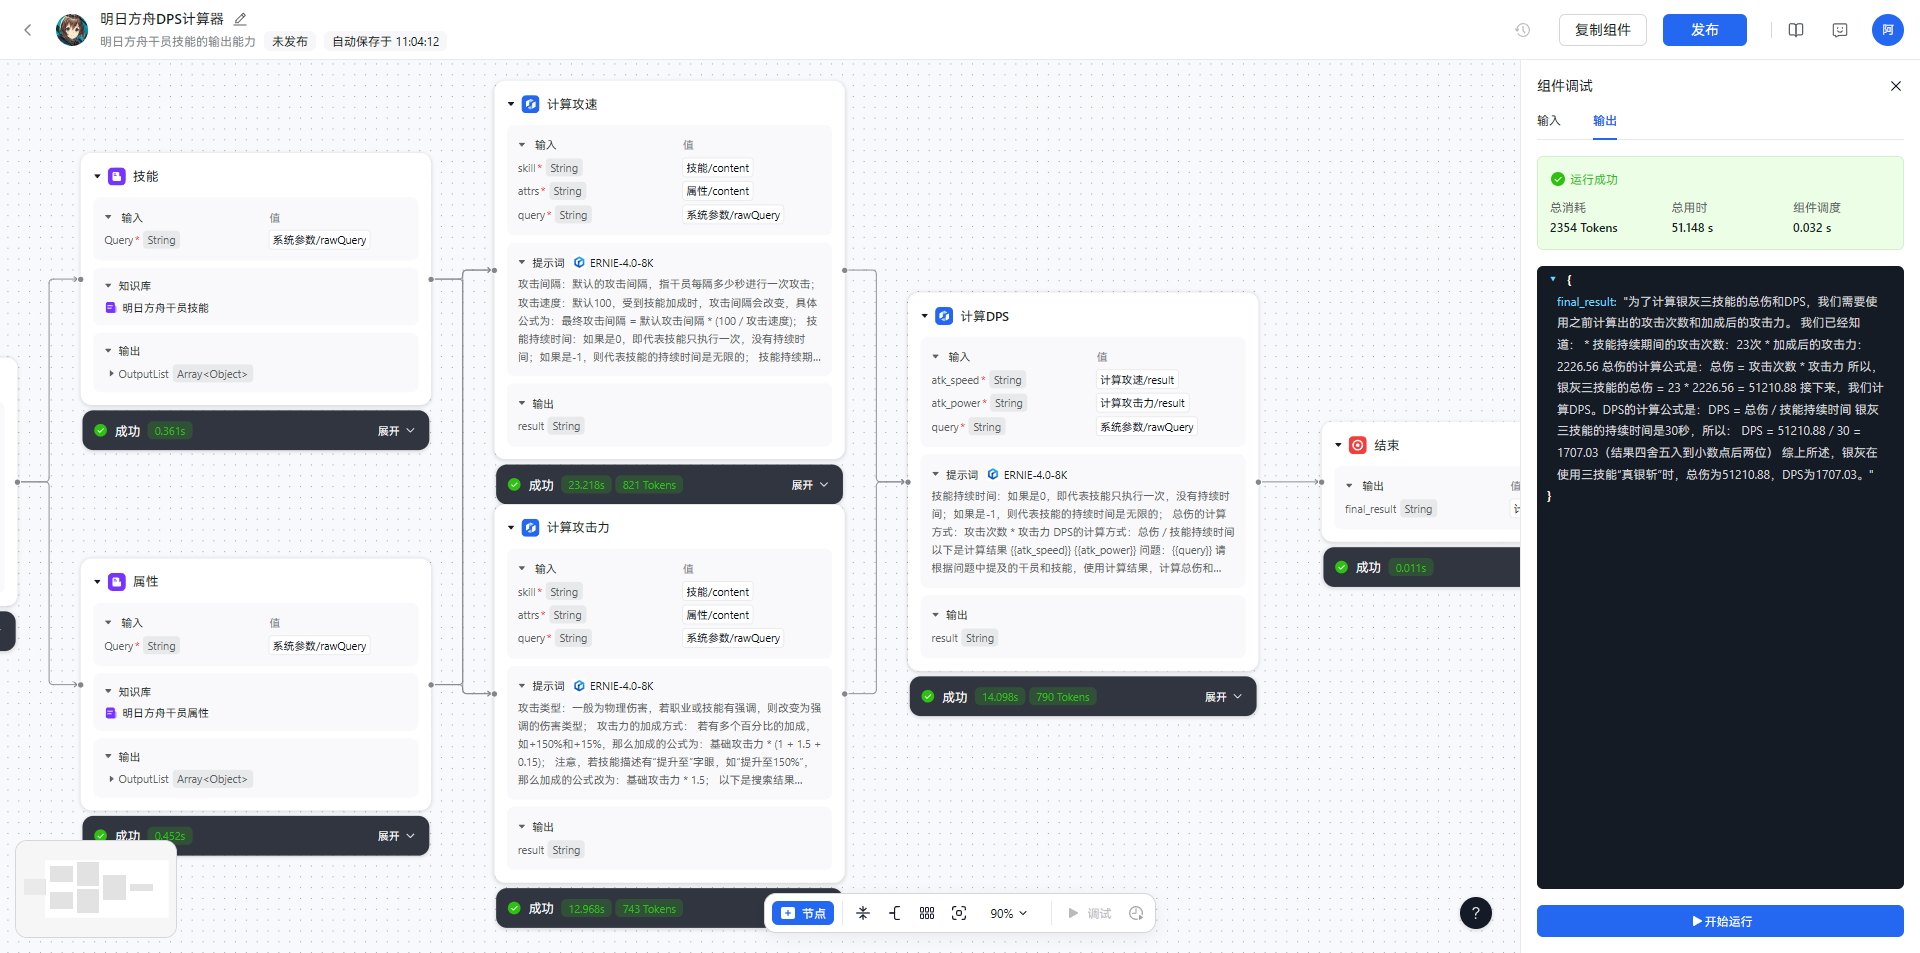 明日方舟DPS计算器
明日方舟干员技能的输出能力 未发布 自动保存于 11:04:12
复制组件
发布
阿
技能
输入 值
Query* String 系统参数/rawQuery
知识库
明日方舟干员技能
输出
OutputList Array<Object>
成功 0.361s 展开
属性
输入 值
Query* String 系统参数/rawQuery
知识库
明日方舟干员属性
输出
OutputList Array<Object>
成功 0.452s 展开
计算攻速
输入 值
skill* String 技能/content
attrs* String 属性/content
query* String 系统参数/rawQuery
提示词 ERNIE-4.0-8K
攻击间隔：默认的攻击间隔，指干员每隔多少秒进行一次攻击；
攻击速度：默认100，受到技能加成时，攻击间隔会改变，具体
公式为：最终攻击间隔 = 默认攻击间隔 * (100 / 攻击速度)； 技
能持续时间：如果是0，即代表技能只执行一次，没有持续时
间；如果是-1，则代表技能的持续时间是无限的； 技能持续期...
输出
result String
成功 23.218s 821 Tokens 展开
计算攻击力
输入 值
skill* String 技能/content
attrs* String 属性/content
query* String 系统参数/rawQuery
提示词 ERNIE-4.0-8K
攻击类型：一般为物理伤害，若职业或技能有强调，则改变为强
调的伤害类型； 攻击力的加成方式： 若有多个百分比的加成，
如+150%和+15%，那么加成的公式为：基础攻击力 * (1 + 1.5 +
0.15)； 注意，若技能描述有“提升至”字眼，如“提升至150%”，
那么加成的公式改为：基础攻击力 * 1.5； 以下是搜索结果...
输出
result String
成功 12.968s 743 Tokens
计算DPS
输入 值
atk_speed* String 计算攻速/result
atk_power* String 计算攻击力/result
query* String 系统参数/rawQuery
提示词 ERNIE-4.0-8K
技能持续时间：如果是0，即代表技能只执行一次，没有持续时
间；如果是-1，则代表技能的持续时间是无限的； 总伤的计算
方式：攻击次数 * 攻击力 DPS的计算方式：总伤 / 技能持续时间
以下是计算结果 {{atk_speed}} {{atk_power}} 问题：{{query}} 请
根据问题中提及的干员和技能，使用计算结果，计算总伤和...
输出
result String
成功 14.098s 790 Tokens 展开
结束
输出 值
final_result String
成功 0.011s
节点
90%
调试
?
组件调试
输入 输出
运行成功
总消耗 总用时 组件调度
2354 Tokens 51.148 s 0.032 s
{
final_result: "为了计算银灰三技能的总伤和DPS，我们需要使
用之前计算出的攻击次数和加成后的攻击力。 我们已经知
道： * 技能持续期间的攻击次数：23次 * 加成后的攻击力：
2226.56 总伤的计算公式是：总伤 = 攻击次数 * 攻击力 所以，
银灰三技能的总伤 = 23 * 2226.56 = 51210.88 接下来，我们计
算DPS。DPS的计算公式是：DPS = 总伤 / 技能持续时间 银灰
三技能的持续时间是30秒，所以： DPS = 51210.88 / 30 =
1707.03（结果四舍五入到小数点后两位） 综上所述，银灰在
使用三技能“真银斩”时，总伤为51210.88，DPS为1707.03。"
}
开始运行